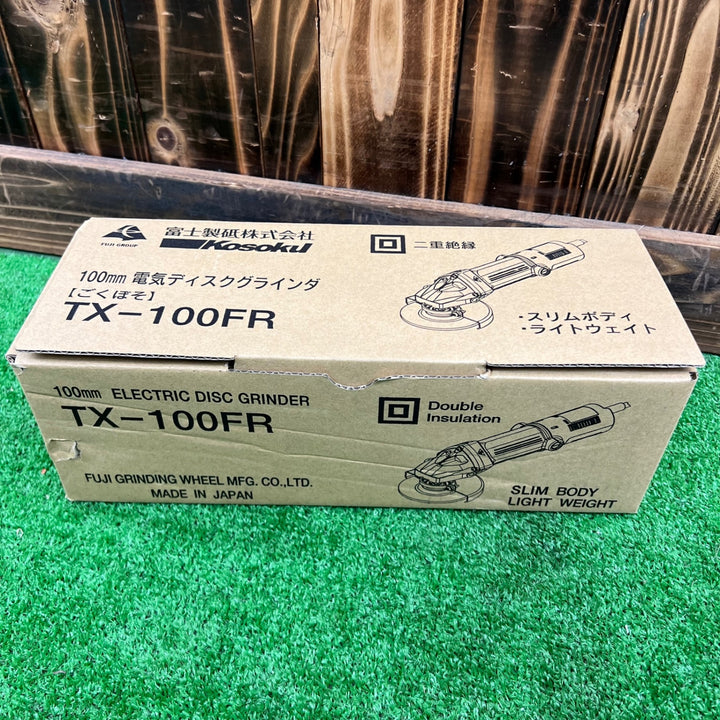 FUJI GROUP
富士製砥株式会社
Kosoku
二重絶縁
100mm 電気ディスクグラインダ
【ごくぼそ】
TX-100FR
・スリムボディ
・ライトウェイト
100mm ELECTRIC DISC GRINDER
TX-100FR
Double
Insulation
FUJI GRINDING WHEEL MFG. CO.,LTD.
MADE IN JAPAN
SLIM BODY
LIGHT WEIGHT